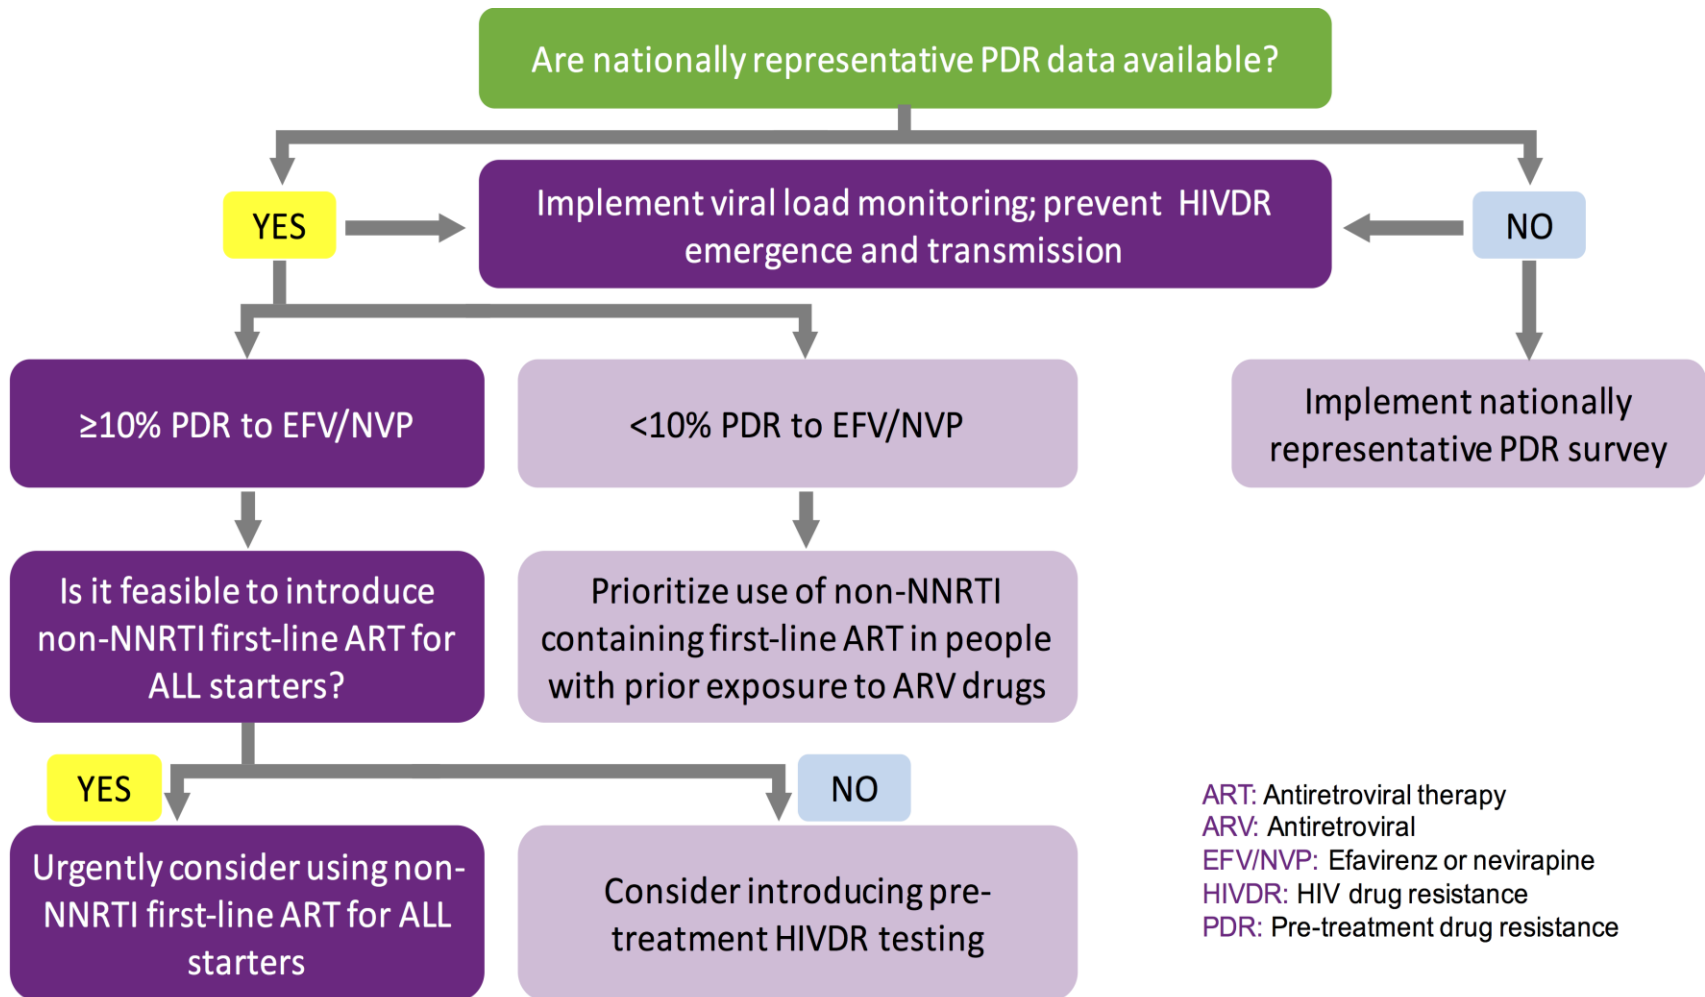 Are nationally representative PDR data available?
YES
Implement viral load monitoring; prevent HIVDR
emergence and transmission
NO
≥10% PDR to EFV/NVP
<10% PDR to EFV/NVP
Implement nationally
representative PDR survey
Is it feasible to introduce
non-NNRTI first-line ART for
ALL starters?
Prioritize use of non-NNRTI
containing first-line ART in people
with prior exposure to ARV drugs
YES
NO
Urgently consider using non-
NNRTI first-line ART for ALL
starters
Consider introducing pre-
treatment HIVDR testing
ART: Antiretroviral therapy
ARV: Antiretroviral
EFV/NVP: Efavirenz or nevirapine
HIVDR: HIV drug resistance
PDR: Pre-treatment drug resistance